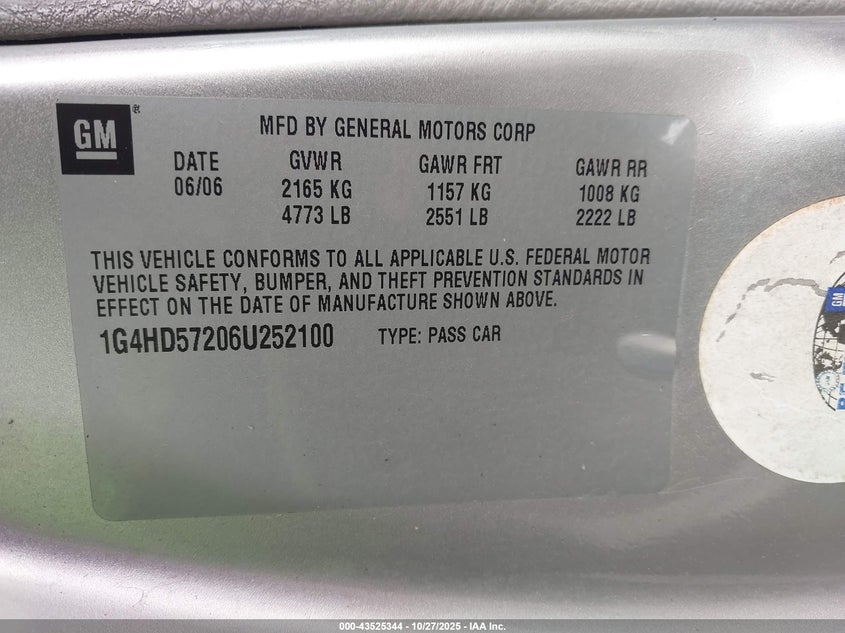 GM
MFD BY GENERAL MOTORS CORP
DATE GVWR GAWR FRT GAWR RR
06/06 2165 KG 1157 KG 1008 KG
4773 LB 2551 LB 2222 LB
THIS VEHICLE CONFORMS TO ALL APPLICABLE U.S. FEDERAL MOTOR
VEHICLE SAFETY, BUMPER, AND THEFT PREVENTION STANDARDS IN
EFFECT ON THE DATE OF MANUFACTURE SHOWN ABOVE.
1G4HD57206U252100 TYPE: PASS CAR
GM
000-43525344 | 10/27/2025 - IAA Inc.